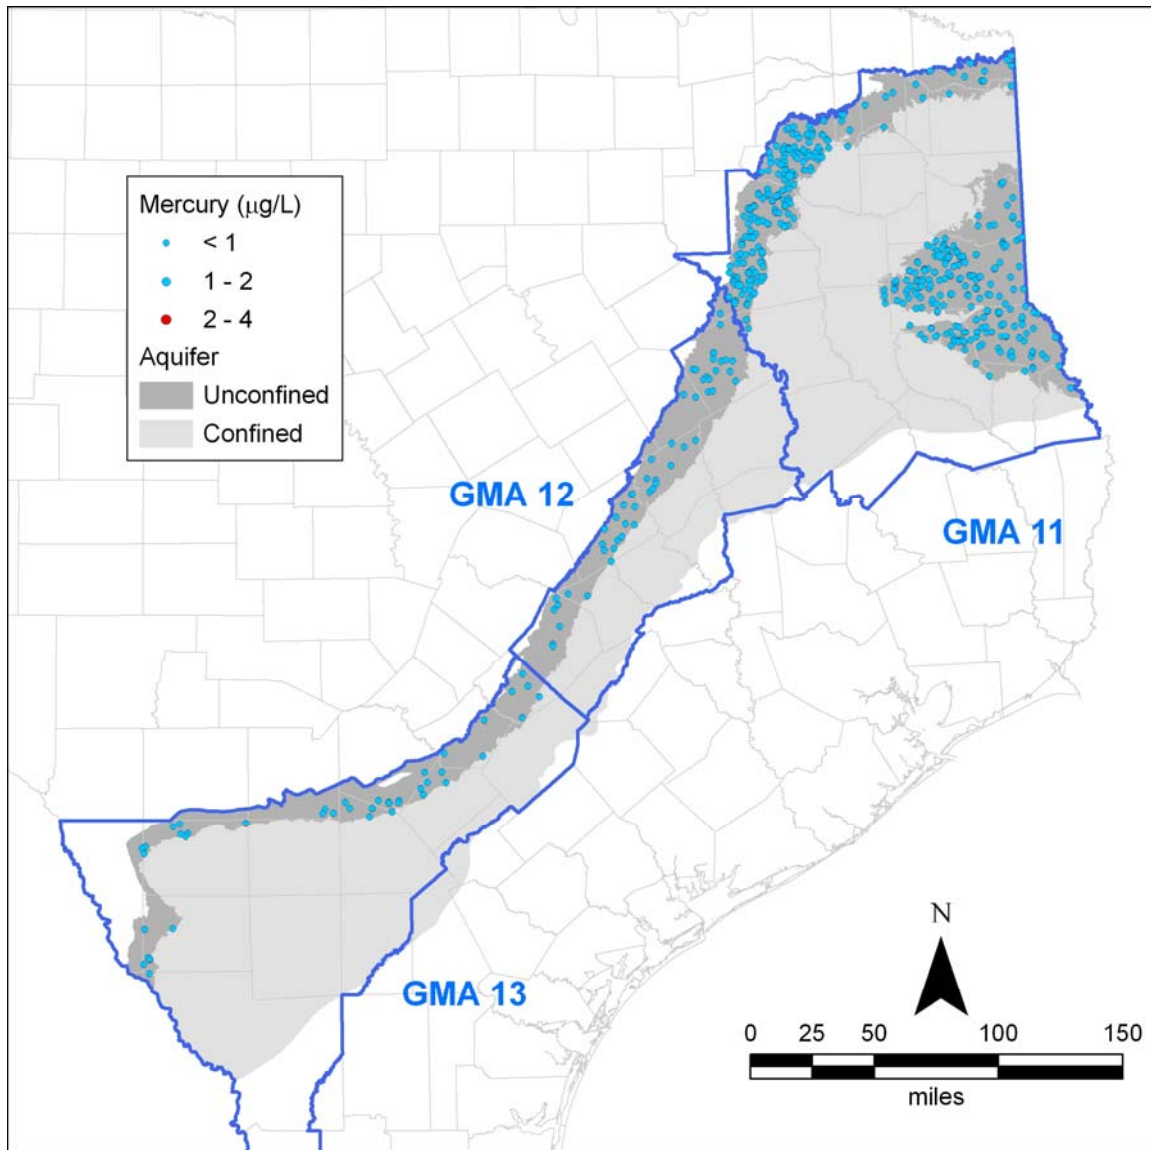 Mercury (µg/L)
< 1
1 - 2
2 - 4
Aquifer
Unconfined
Confined
GMA 12
GMA 11
GMA 13
N
0 25 50 100 150
miles